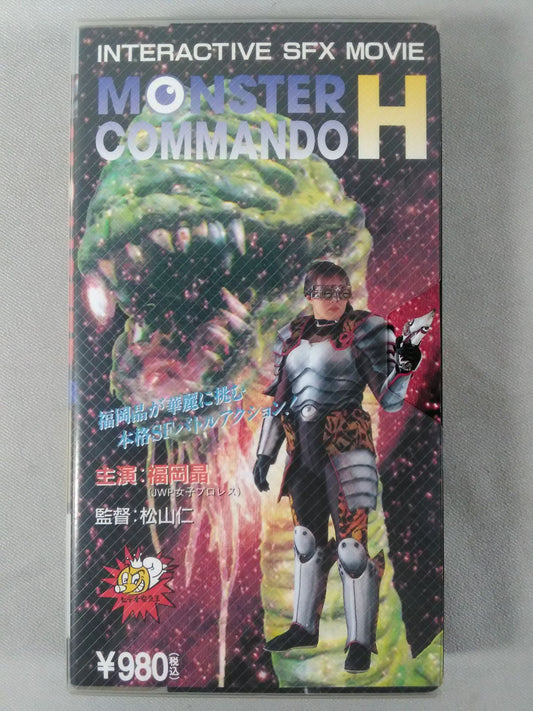 INTERACTIVE SFX MOVIE
MONSTER
COMMANDO H
福岡晶が華麗に挑む
本格SFバトルアクション!
主演:福岡晶
(JWP女子プロレス)
監督:松山仁
¥980(税込)